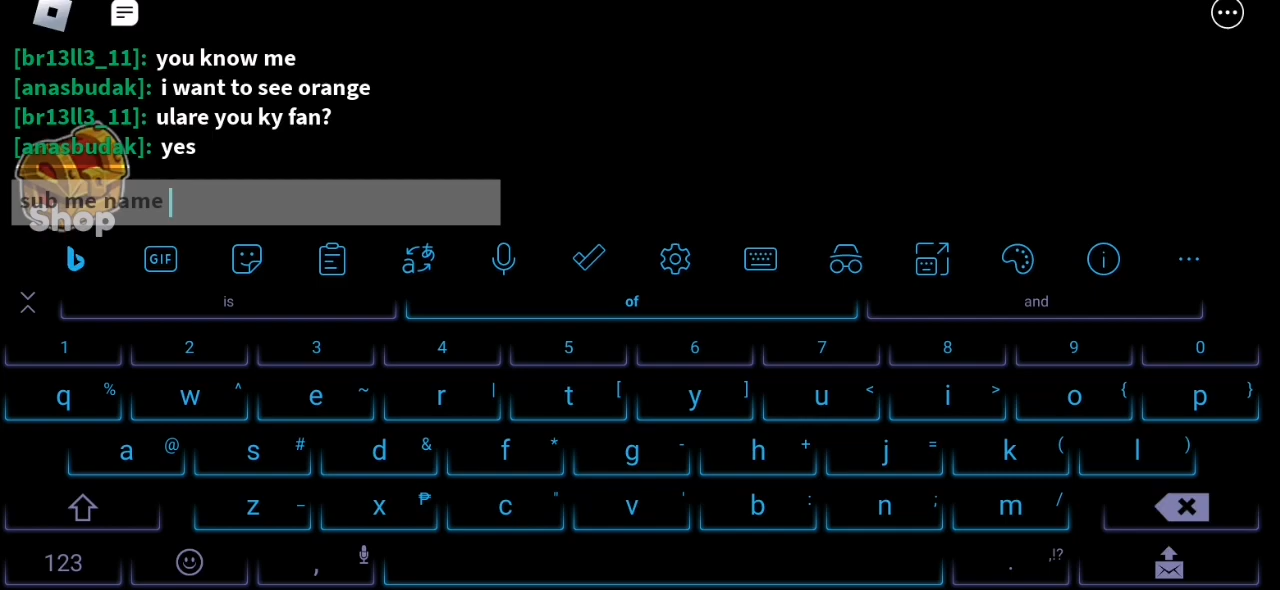 [br13ll3_11]: you know me
[anasbudak]: i want to see orange
[br13ll3_11]: ulare you ky fan?
[anasbudak]: yes
sub me name
Shop
GIF
is of and
1 2 3 4 5 6 7 8 9 0
q % w ^ e ~ r | t [ y ] u < i > o { p }
a @ s # d & f * g - h + j = k ( l )
z _ x ₱ c " v ' b : n ; m /
123 , . ,!?